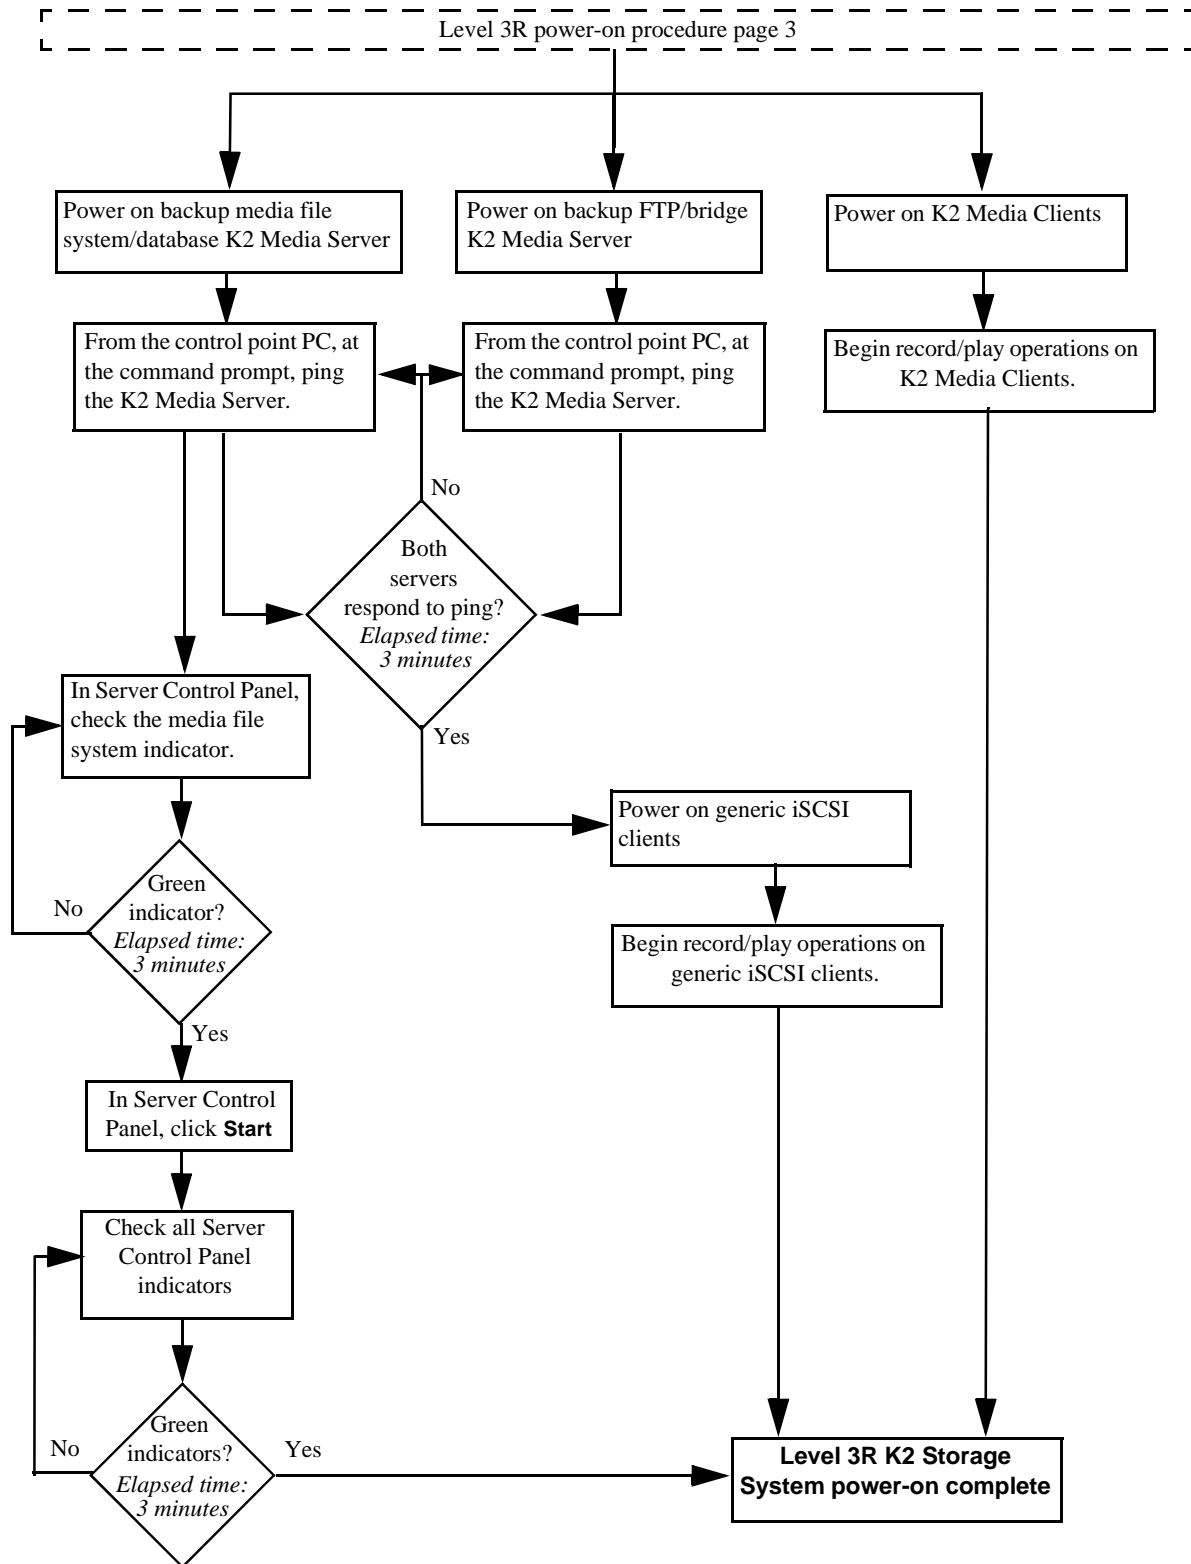 Level 3R power-on procedure page 3
Power on backup media file
system/database K2 Media Server
Power on backup FTP/bridge
K2 Media Server
Power on K2 Media Clients
From the control point PC, at
the command prompt, ping
the K2 Media Server.
From the control point PC, at
the command prompt, ping
the K2 Media Server.
Begin record/play operations on
K2 Media Clients.
No
Both
servers
respond to ping?
Elapsed time:
3 minutes
Yes
In Server Control Panel,
check the media file
system indicator.
Power on generic iSCSI
clients
No
Green
indicator?
Elapsed time:
3 minutes
Yes
Begin record/play operations on
generic iSCSI clients.
In Server Control
Panel, click Start
Check all Server
Control Panel
indicators
No
Green
indicators?
Elapsed time:
3 minutes
Yes
Level 3R K2 Storage
System power-on complete